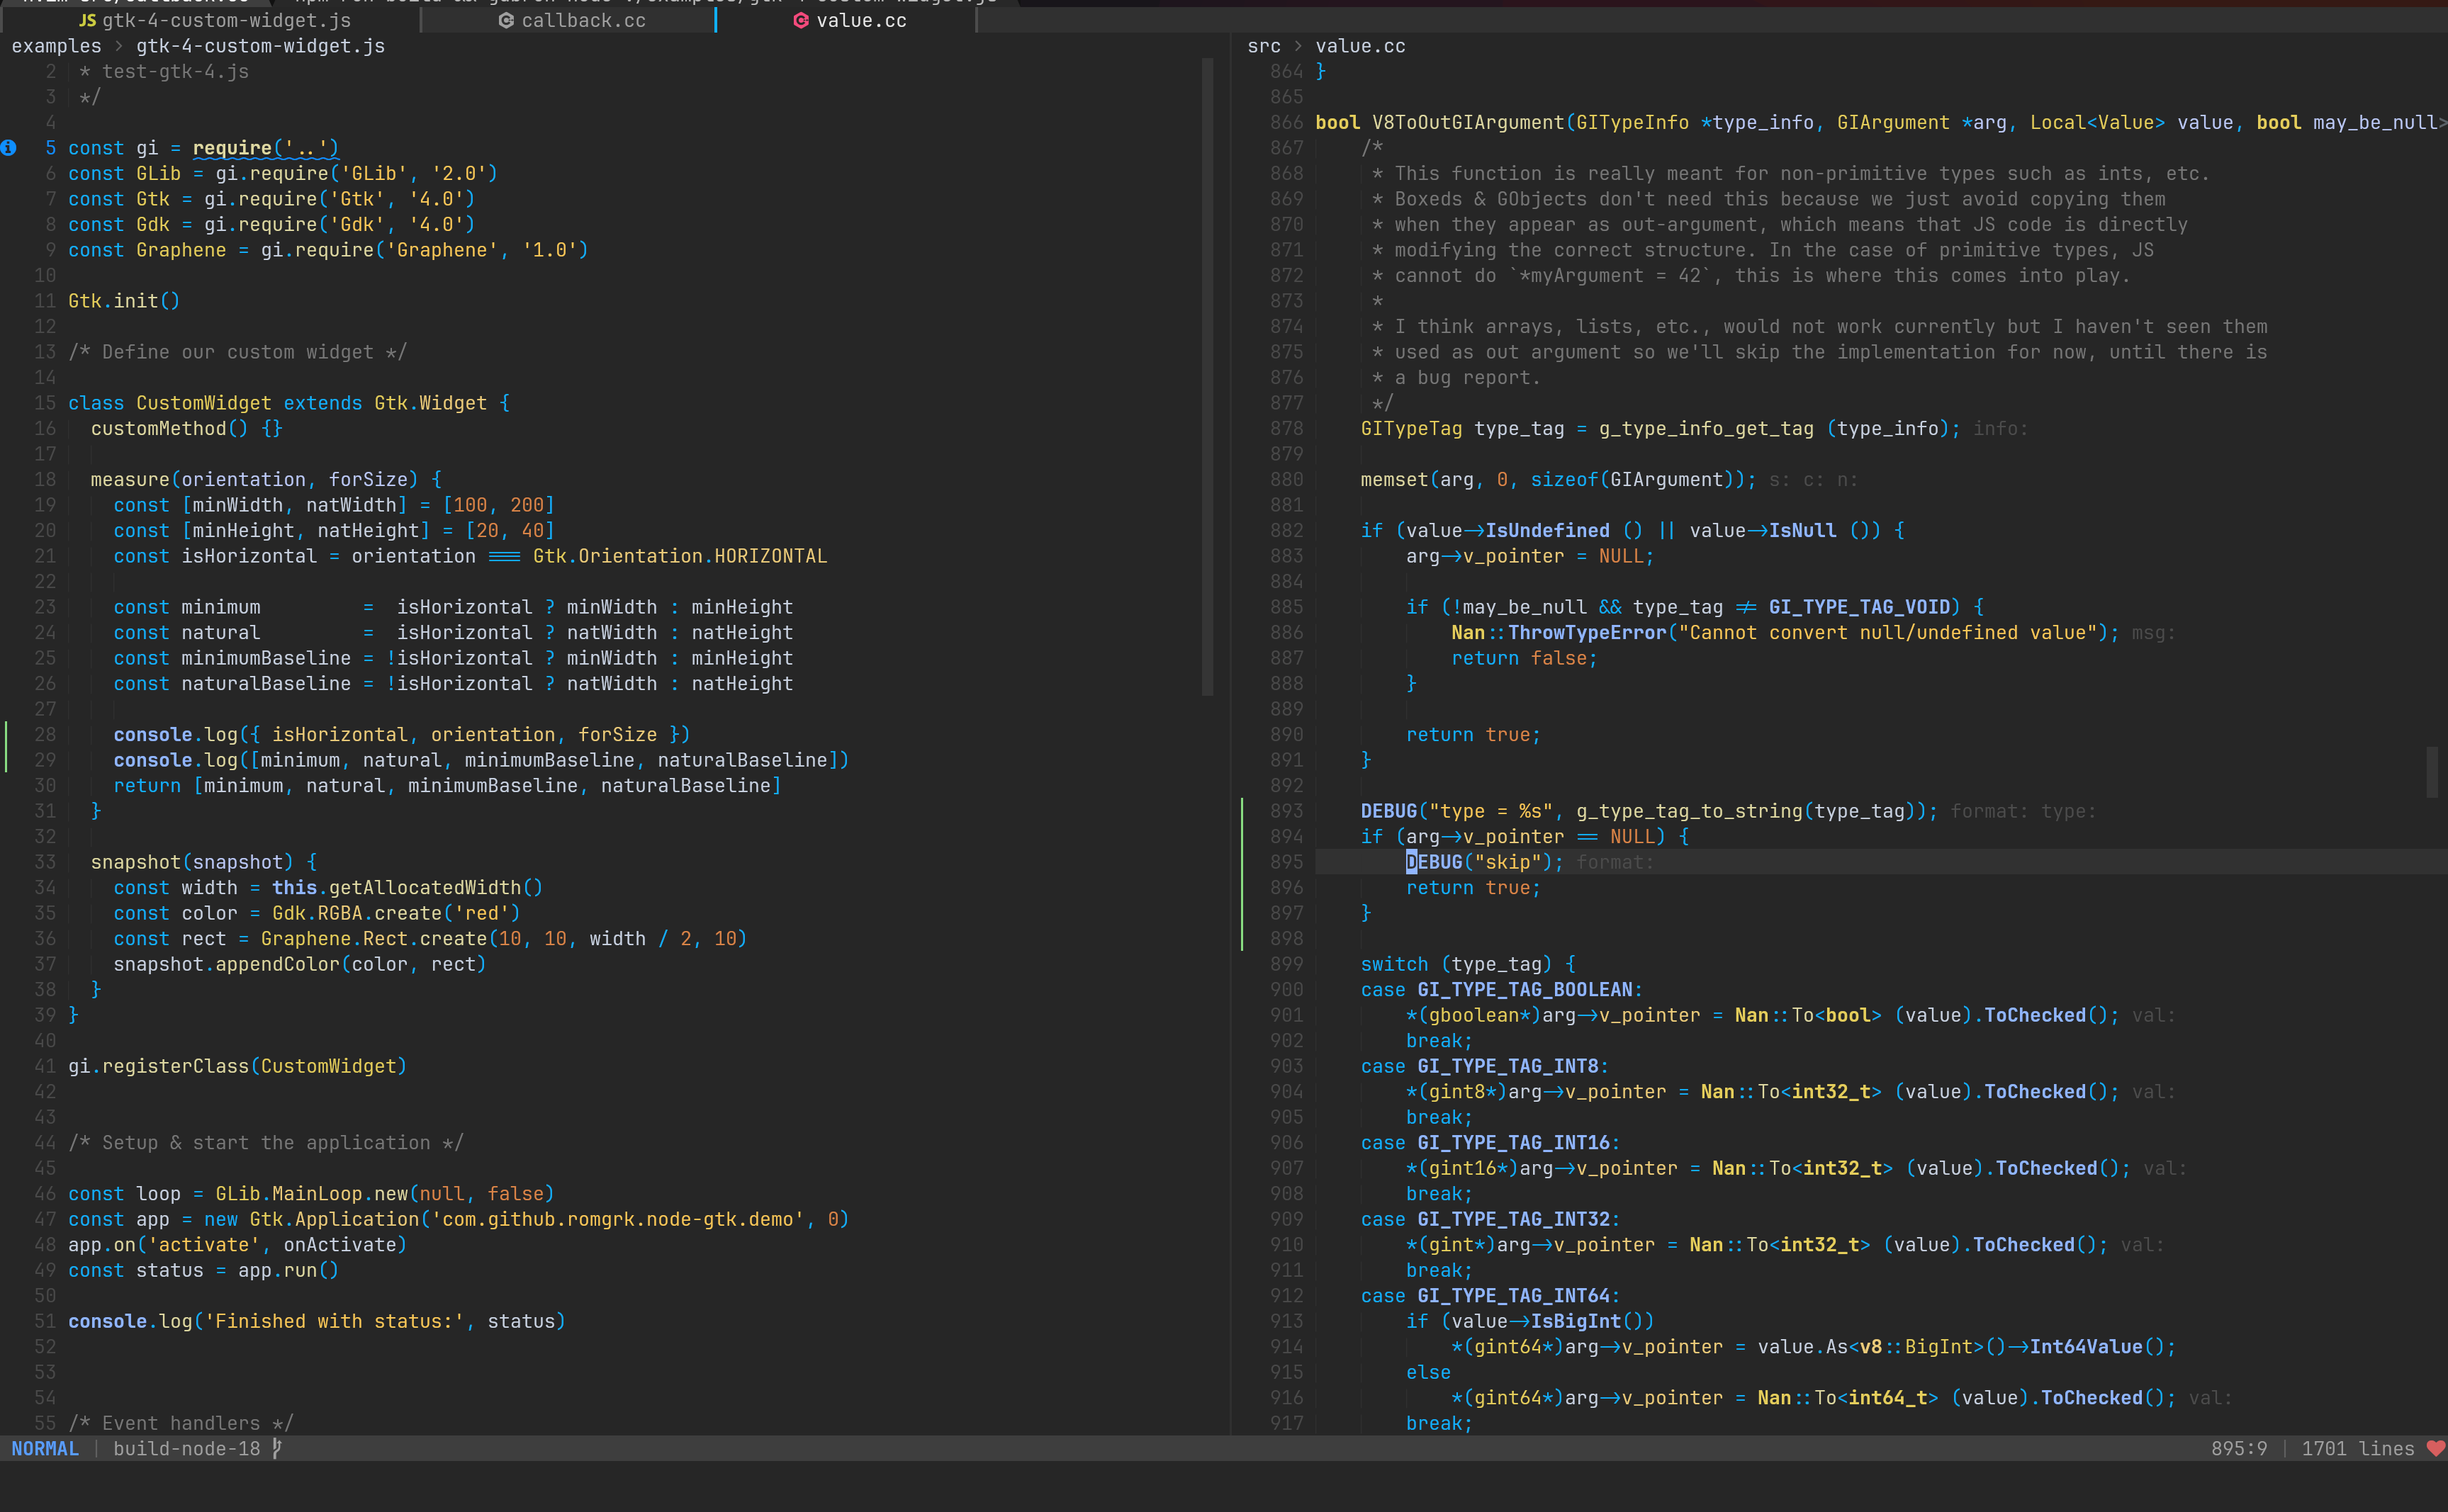 JS gtk-4-custom-widget.js
callback.cc
value.cc
examples > gtk-4-custom-widget.js
2 * test-gtk-4.js
3 */
4
5 const gi = require('..')
6 const GLib = gi.require('GLib', '2.0')
7 const Gtk = gi.require('Gtk', '4.0')
8 const Gdk = gi.require('Gdk', '4.0')
9 const Graphene = gi.require('Graphene', '1.0')
10
11 Gtk.init()
12
13 /* Define our custom widget */
14
15 class CustomWidget extends Gtk.Widget {
16   customMethod() {}
17
18   measure(orientation, forSize) {
19     const [minWidth, natWidth] = [100, 200]
20     const [minHeight, natHeight] = [20, 40]
21     const isHorizontal = orientation === Gtk.Orientation.HORIZONTAL
22
23     const minimum         =  isHorizontal ? minWidth : minHeight
24     const natural         =  isHorizontal ? natWidth : natHeight
25     const minimumBaseline = !isHorizontal ? minWidth : minHeight
26     const naturalBaseline = !isHorizontal ? natWidth : natHeight
27
28     console.log({ isHorizontal, orientation, forSize })
29     console.log([minimum, natural, minimumBaseline, naturalBaseline])
30     return [minimum, natural, minimumBaseline, naturalBaseline]
31   }
32
33   snapshot(snapshot) {
34     const width = this.getAllocatedWidth()
35     const color = Gdk.RGBA.create('red')
36     const rect = Graphene.Rect.create(10, 10, width / 2, 10)
37     snapshot.appendColor(color, rect)
38   }
39 }
40
41 gi.registerClass(CustomWidget)
42
43
44 /* Setup & start the application */
45
46 const loop = GLib.MainLoop.new(null, false)
47 const app = new Gtk.Application('com.github.romgrk.node-gtk.demo', 0)
48 app.on('activate', onActivate)
49 const status = app.run()
50
51 console.log('Finished with status:', status)
52
53
54
55 /* Event handlers */
src > value.cc
864 }
865
866 bool V8ToOutGIArgument(GITypeInfo *type_info, GIArgument *arg, Local<Value> value, bool may_be_null>
867     /*
868      * This function is really meant for non-primitive types such as ints, etc.
869      * Boxeds & GObjects don't need this because we just avoid copying them
870      * when they appear as out-argument, which means that JS code is directly
871      * modifying the correct structure. In the case of primitive types, JS
872      * cannot do `*myArgument = 42`, this is where this comes into play.
873      *
874      * I think arrays, lists, etc., would not work currently but I haven't seen them
875      * used as out argument so we'll skip the implementation for now, until there is
876      * a bug report.
877      */
878     GITypeTag type_tag = g_type_info_get_tag (type_info); info:
879
880     memset(arg, 0, sizeof(GIArgument)); s: c: n:
881
882     if (value->IsUndefined () || value->IsNull ()) {
883         arg->v_pointer = NULL;
884
885         if (!may_be_null && type_tag != GI_TYPE_TAG_VOID) {
886             Nan::ThrowTypeError("Cannot convert null/undefined value"); msg:
887             return false;
888         }
889
890         return true;
891     }
892
893     DEBUG("type = %s", g_type_tag_to_string(type_tag)); format: type:
894     if (arg->v_pointer == NULL) {
895         DEBUG("skip"); format:
896         return true;
897     }
898
899     switch (type_tag) {
900     case GI_TYPE_TAG_BOOLEAN:
901         *(gboolean*)arg->v_pointer = Nan::To<bool> (value).ToChecked(); val:
902         break;
903     case GI_TYPE_TAG_INT8:
904         *(gint8*)arg->v_pointer = Nan::To<int32_t> (value).ToChecked(); val:
905         break;
906     case GI_TYPE_TAG_INT16:
907         *(gint16*)arg->v_pointer = Nan::To<int32_t> (value).ToChecked(); val:
908         break;
909     case GI_TYPE_TAG_INT32:
910         *(gint*)arg->v_pointer = Nan::To<int32_t> (value).ToChecked(); val:
911         break;
912     case GI_TYPE_TAG_INT64:
913         if (value->IsBigInt())
914             *(gint64*)arg->v_pointer = value.As<v8::BigInt>()->Int64Value();
915         else
916             *(gint64*)arg->v_pointer = Nan::To<int64_t> (value).ToChecked(); val:
917         break;
NORMAL | build-node-18
895:9 | 1701 lines